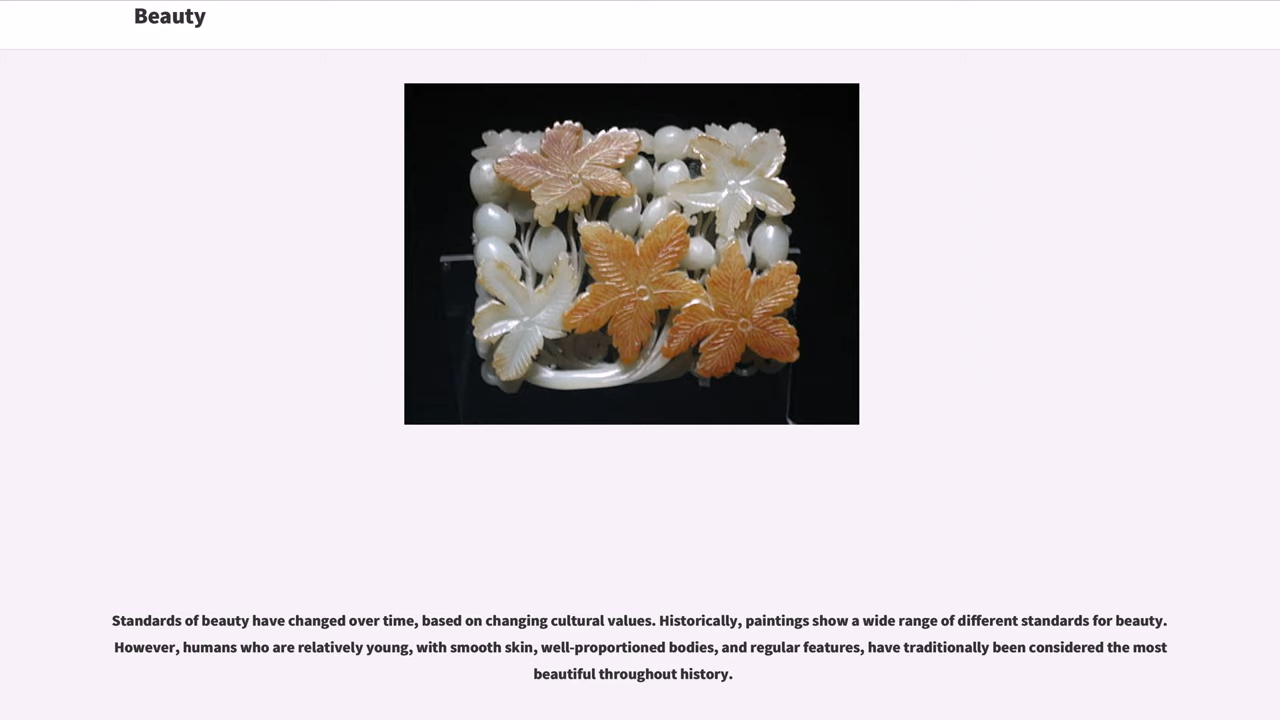 Beauty
Standards of beauty have changed over time, based on changing cultural values. Historically, paintings show a wide range of different standards for beauty.
However, humans who are relatively young, with smooth skin, well-proportioned bodies, and regular features, have traditionally been considered the most
beautiful throughout history.